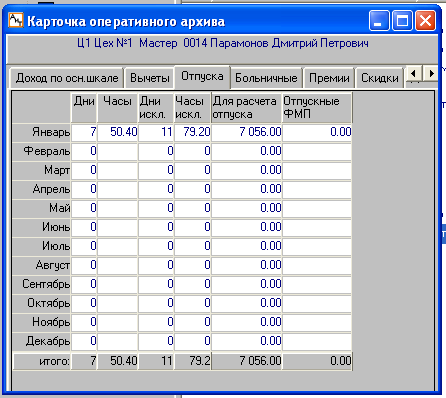 Карточка оперативного архива
Ц1 Цех №1 Мастер 0014 Парамонов Дмитрий Петрович
Доход по осн.шкале Вычеты Отпуска Больничные Премии Скидки
Дни Часы Дни искл. Часы искл. Для расчета отпуска Отпускные ФМП
Январь 7 50.40 11 79.20 7 056.00 0.00
Февраль 0 0 0 0.00
Март 0 0 0 0.00
Апрель 0 0 0 0.00
Май 0 0 0 0.00
Июнь 0 0 0 0.00
Июль 0 0 0 0.00
Август 0 0 0 0.00
Сентябрь 0 0 0 0.00
Октябрь 0 0 0 0.00
Ноябрь 0 0 0 0.00
Декабрь 0 0 0 0.00
итого: 7 50.40 11 79.2 7 056.00 0.00